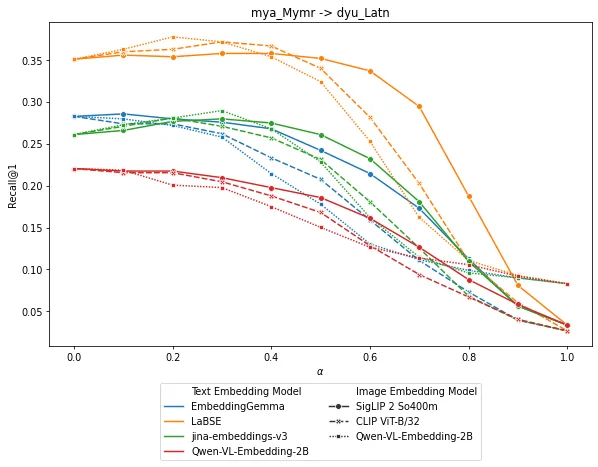 mya_Mymr -> dyu_Latn
Recall@1
0.35
0.30
0.25
0.20
0.15
0.10
0.05
0.0 0.2 0.4 0.6 0.8 1.0
α
Text Embedding Model
EmbeddingGemma
LaBSE
jina-embeddings-v3
Qwen-VL-Embedding-2B
Image Embedding Model
SigLIP 2 So400m
CLIP ViT-B/32
Qwen-VL-Embedding-2B